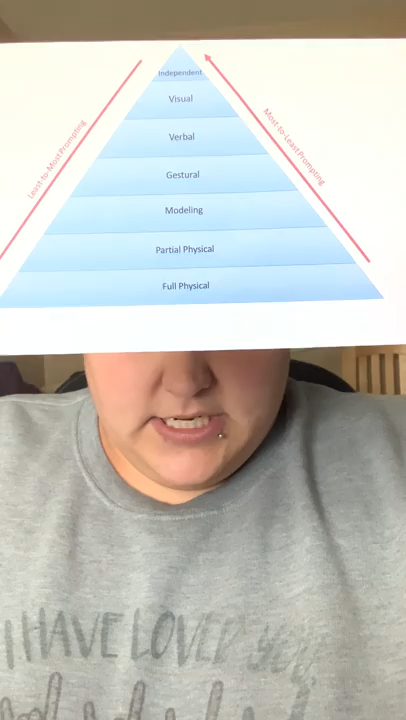 Independent
Visual
Verbal
Gestural
Modeling
Partial Physical
Full Physical
Least-to-Most Prompting
Most-to-Least Prompting
I HAVE LOVED YOU